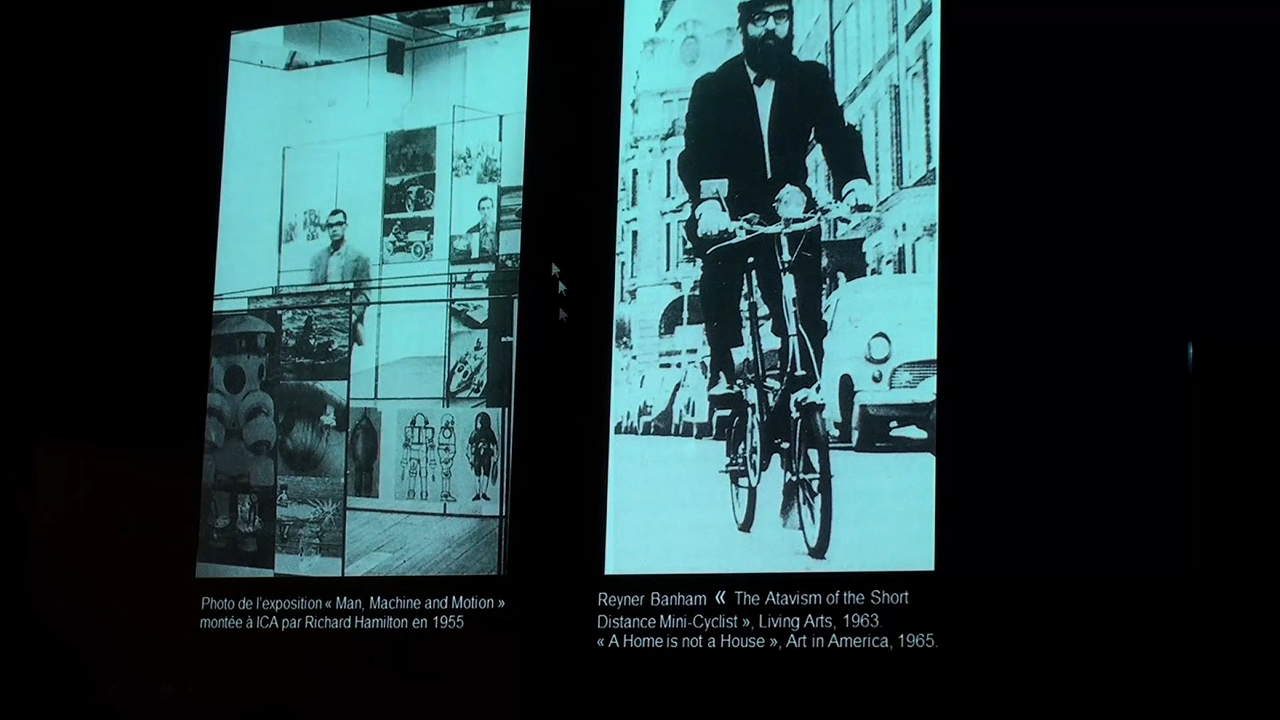 Photo de l'exposition « Man, Machine and Motion »
montée à ICA par Richard Hamilton en 1955
Reyner Banham « The Atavism of the Short
Distance Mini-Cyclist », Living Arts, 1963.
« A Home is not a House », Art in America, 1965.